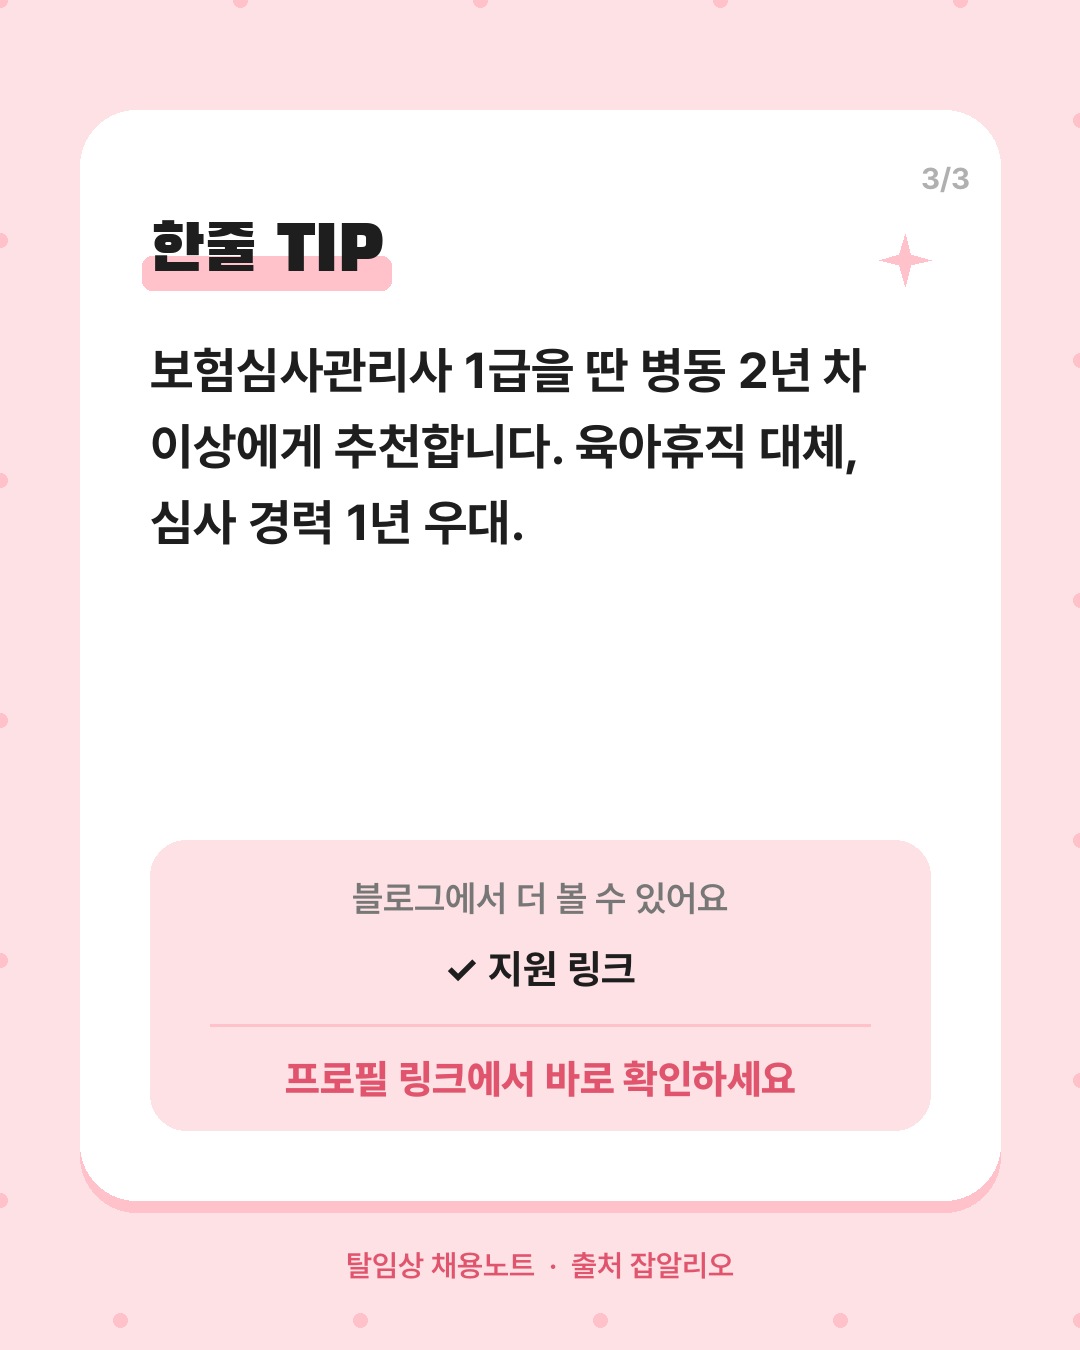 3/3
한줄 TIP
보험심사관리사 1급을 딴 병동 2년 차
이상에게 추천합니다. 육아휴직 대체,
심사 경력 1년 우대.
블로그에서 더 볼 수 있어요
✓ 지원 링크
프로필 링크에서 바로 확인하세요
탈임상 채용노트 · 출처 잡알리오